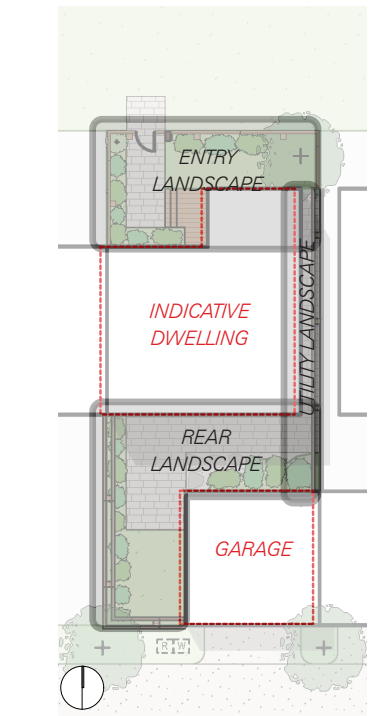 ENTRY
LANDSCAPE
UTILITY LANDSCAPE
INDICATIVE
DWELLING
REAR
LANDSCAPE
GARAGE
R W